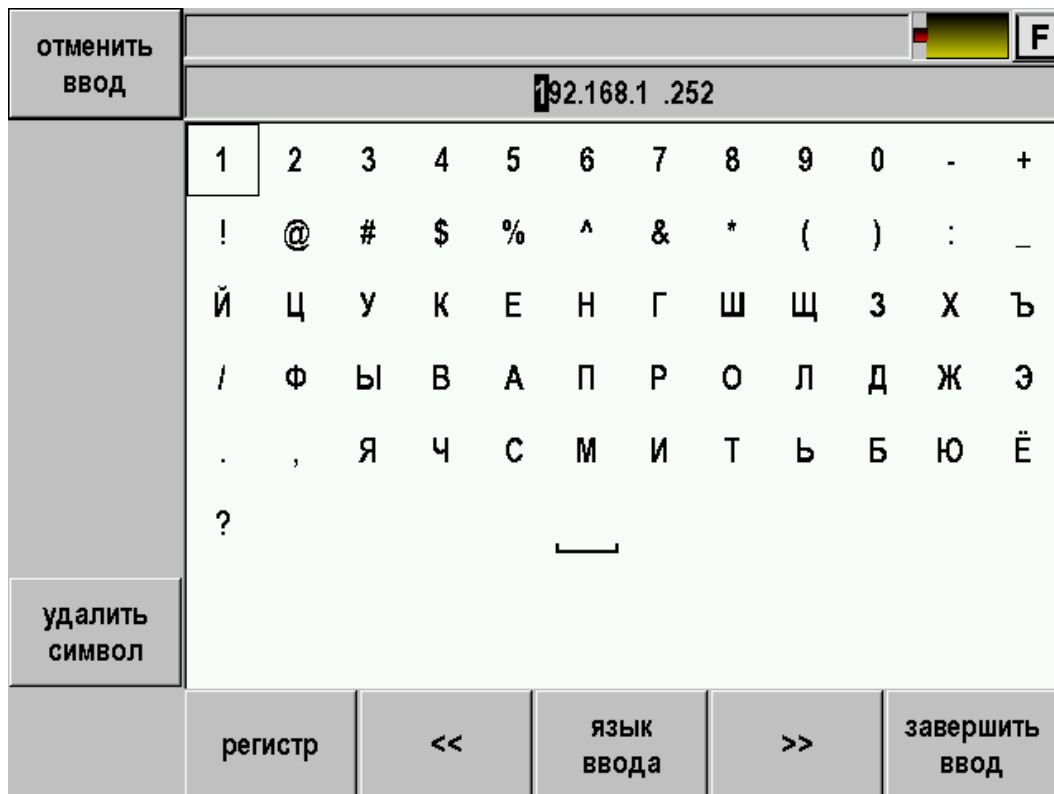 отменить
ввод
F
192.168.1 .252
1 2 3 4 5 6 7 8 9 0 - +
! @ # $ % ^ & * ( ) : _
Й Ц У К Е Н Г Ш Щ З Х Ъ
/ Ф Ы В А П Р О Л Д Ж Э
. , Я Ч С М И Т Ь Б Ю Ё
?
удалить
символ
регистр
<<
язык
ввода
>>
завершить
ввод